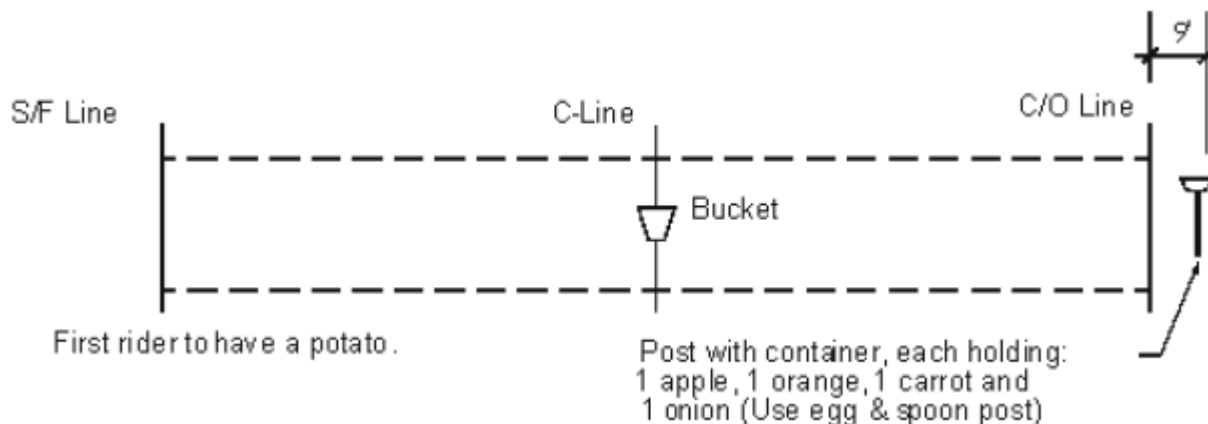 9'
S/F Line
C-Line
C/O Line
Bucket
First rider to have a potato.
Post with container, each holding:
1 apple, 1 orange, 1 carrot and
1 onion (Use egg & spoon post)